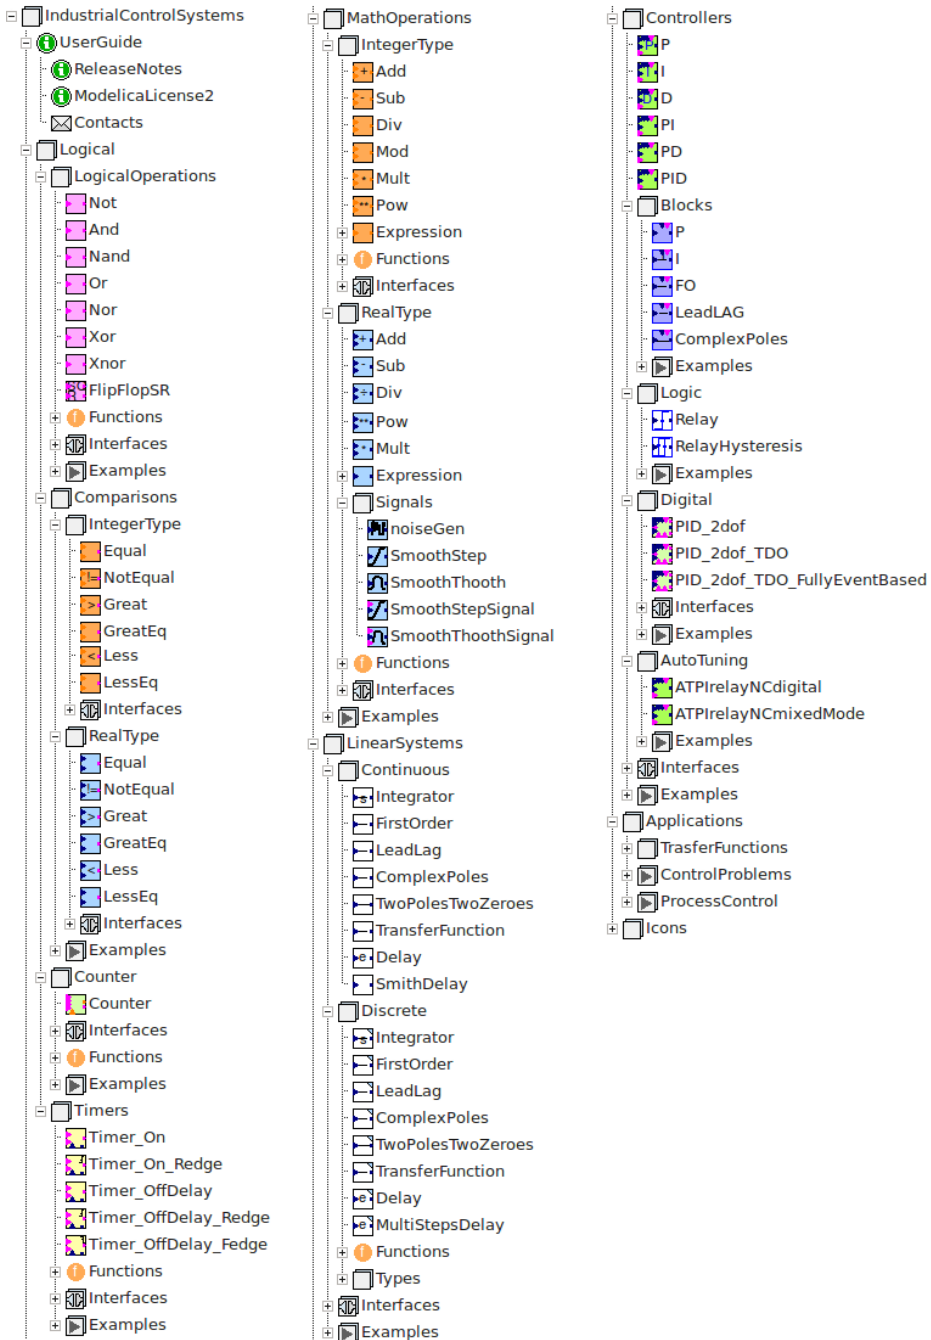 IndustrialControlSystems
UserGuide
ReleaseNotes
ModelicaLicense2
Contacts
Logical
LogicalOperations
Not
And
Nand
Or
Nor
Xor
Xnor
FlipFlopSR
Functions
Interfaces
Examples
Comparisons
IntegerType
Equal
NotEqual
Great
GreatEq
Less
LessEq
Interfaces
RealType
Equal
NotEqual
Great
GreatEq
Less
LessEq
Interfaces
Examples
Counter
Counter
Interfaces
Functions
Examples
Timers
Timer_On
Timer_On_Redge
Timer_OffDelay
Timer_OffDelay_Redge
Timer_OffDelay_Fedge
Functions
Interfaces
Examples
MathOperations
IntegerType
Add
Sub
Div
Mod
Mult
Pow
Expression
Functions
Interfaces
RealType
Add
Sub
Div
Pow
Mult
Expression
Signals
noiseGen
SmoothStep
SmoothThooth
SmoothStepSignal
SmoothThoothSignal
Functions
Interfaces
Examples
LinearSystems
Continuous
Integrator
FirstOrder
LeadLag
ComplexPoles
TwoPolesTwoZeroes
TransferFunction
Delay
SmithDelay
Discrete
Integrator
FirstOrder
LeadLag
ComplexPoles
TwoPolesTwoZeroes
TransferFunction
Delay
MultiStepsDelay
Functions
Types
Interfaces
Examples
Controllers
P
I
D
PI
PD
PID
Blocks
P
I
FO
LeadLAG
ComplexPoles
Examples
Logic
Relay
RelayHysteresis
Examples
Digital
PID_2dof
PID_2dof_TDO
PID_2dof_TDO_FullyEventBased
Interfaces
Examples
AutoTuning
ATPIrelayNCdigital
ATPIrelayNCmixedMode
Examples
Interfaces
Examples
Applications
TrasferFunctions
ControlProblems
ProcessControl
Icons